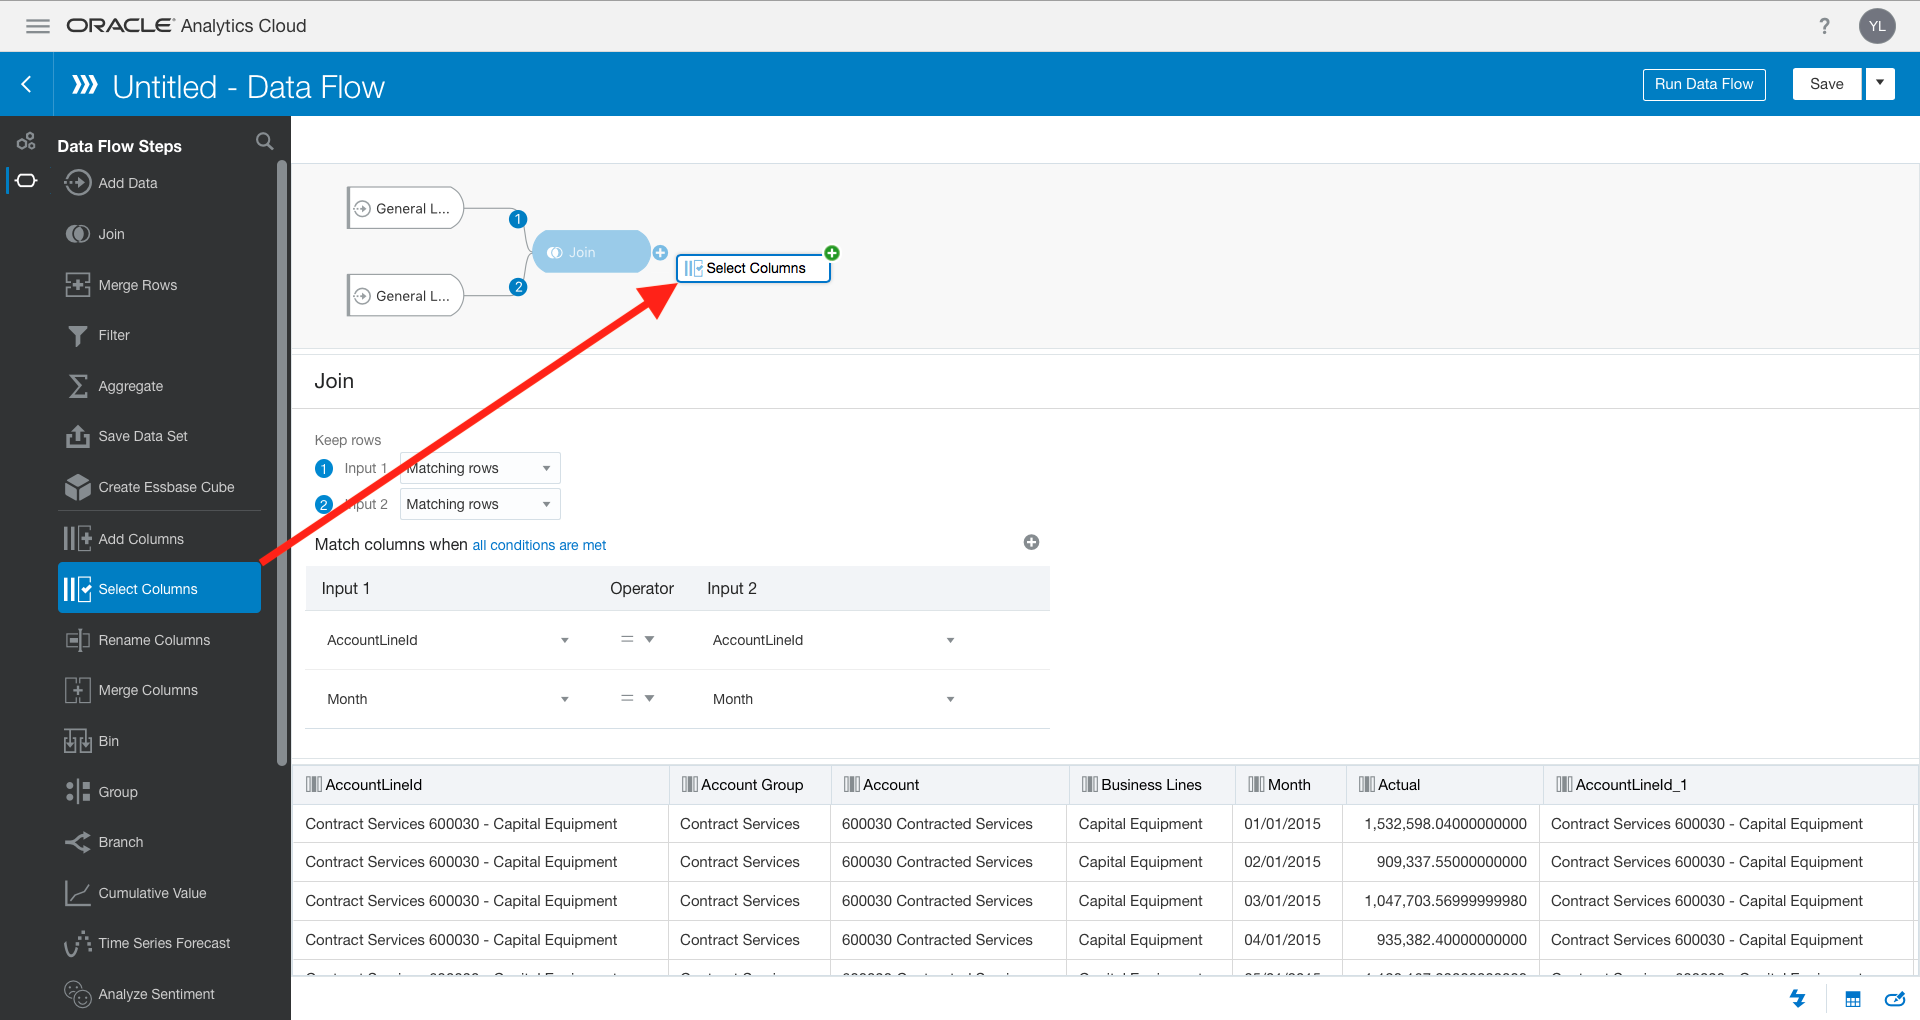 ORACLE Analytics Cloud
?
YL
Untitled - Data Flow
Run Data Flow
Save
Data Flow Steps
Add Data
Join
Merge Rows
Filter
Aggregate
Save Data Set
Create Essbase Cube
Add Columns
Select Columns
Rename Columns
Merge Columns
Bin
Group
Branch
Cumulative Value
Time Series Forecast
Analyze Sentiment
General L...
1
Join
Select Columns
General L...
2
Join
Keep rows
1 Input 1 Matching rows
2 Input 2 Matching rows
Match columns when all conditions are met
Input 1 Operator Input 2
AccountLineId = AccountLineId
Month = Month
AccountLineId Account Group Account Business Lines Month Actual AccountLineId_1
Contract Services 600030 - Capital Equipment Contract Services 600030 Contracted Services Capital Equipment 01/01/2015 1,532,598.04000000000 Contract Services 600030 - Capital Equipment
Contract Services 600030 - Capital Equipment Contract Services 600030 Contracted Services Capital Equipment 02/01/2015 909,337.55000000000 Contract Services 600030 - Capital Equipment
Contract Services 600030 - Capital Equipment Contract Services 600030 Contracted Services Capital Equipment 03/01/2015 1,047,703.56999999980 Contract Services 600030 - Capital Equipment
Contract Services 600030 - Capital Equipment Contract Services 600030 Contracted Services Capital Equipment 04/01/2015 935,382.40000000000 Contract Services 600030 - Capital Equipment